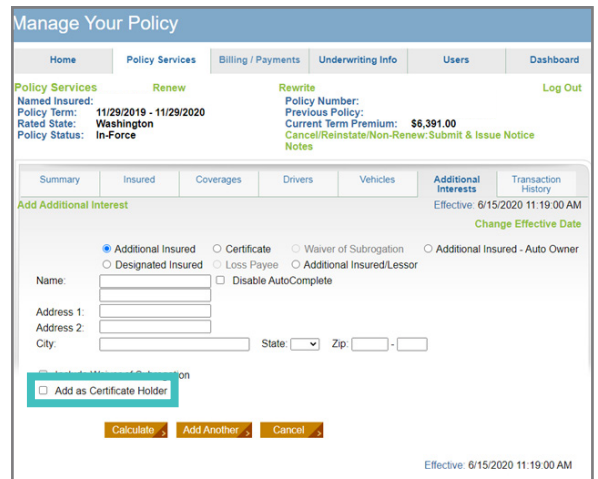 Manage Your Policy
Home Policy Services Billing / Payments Underwriting Info Users Dashboard
Policy Services Renew Rewrite Log Out
Named Insured: Policy Number:
Policy Term: 11/29/2019 - 11/29/2020 Previous Policy:
Rated State: Washington Current Term Premium: $6,391.00
Policy Status: In-Force Cancel/Reinstate/Non-Renew:Submit & Issue Notice
Notes
Summary Insured Coverages Drivers Vehicles Additional Interests Transaction History
Add Additional Interest Effective: 6/15/2020 11:19:00 AM
Change Effective Date
Additional Insured Certificate Waiver of Subrogation Additional Insured - Auto Owner
Designated Insured Loss Payee Additional Insured/Lessor
Name: Disable AutoComplete
Address 1:
Address 2:
City: State: Zip: -
Include Waiver of Subrogation
Add as Certificate Holder
Calculate Add Another Cancel
Effective: 6/15/2020 11:19:00 AM